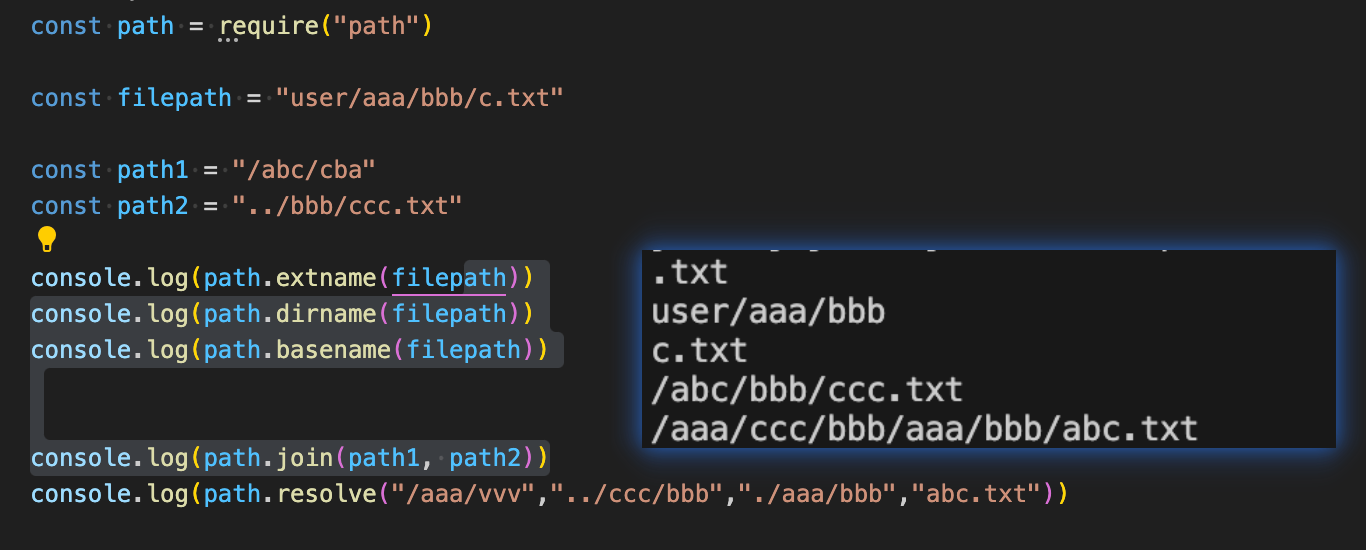 const path = require("path")
const filepath = "user/aaa/bbb/c.txt"
const path1 = "/abc/cba"
const path2 = "../bbb/ccc.txt"
console.log(path.extname(filepath))
console.log(path.dirname(filepath))
console.log(path.basename(filepath))
console.log(path.join(path1, path2))
console.log(path.resolve("/aaa/vvv","../ccc/bbb","./aaa/bbb","abc.txt"))
.txt
user/aaa/bbb
c.txt
/abc/bbb/ccc.txt
/aaa/ccc/bbb/aaa/bbb/abc.txt